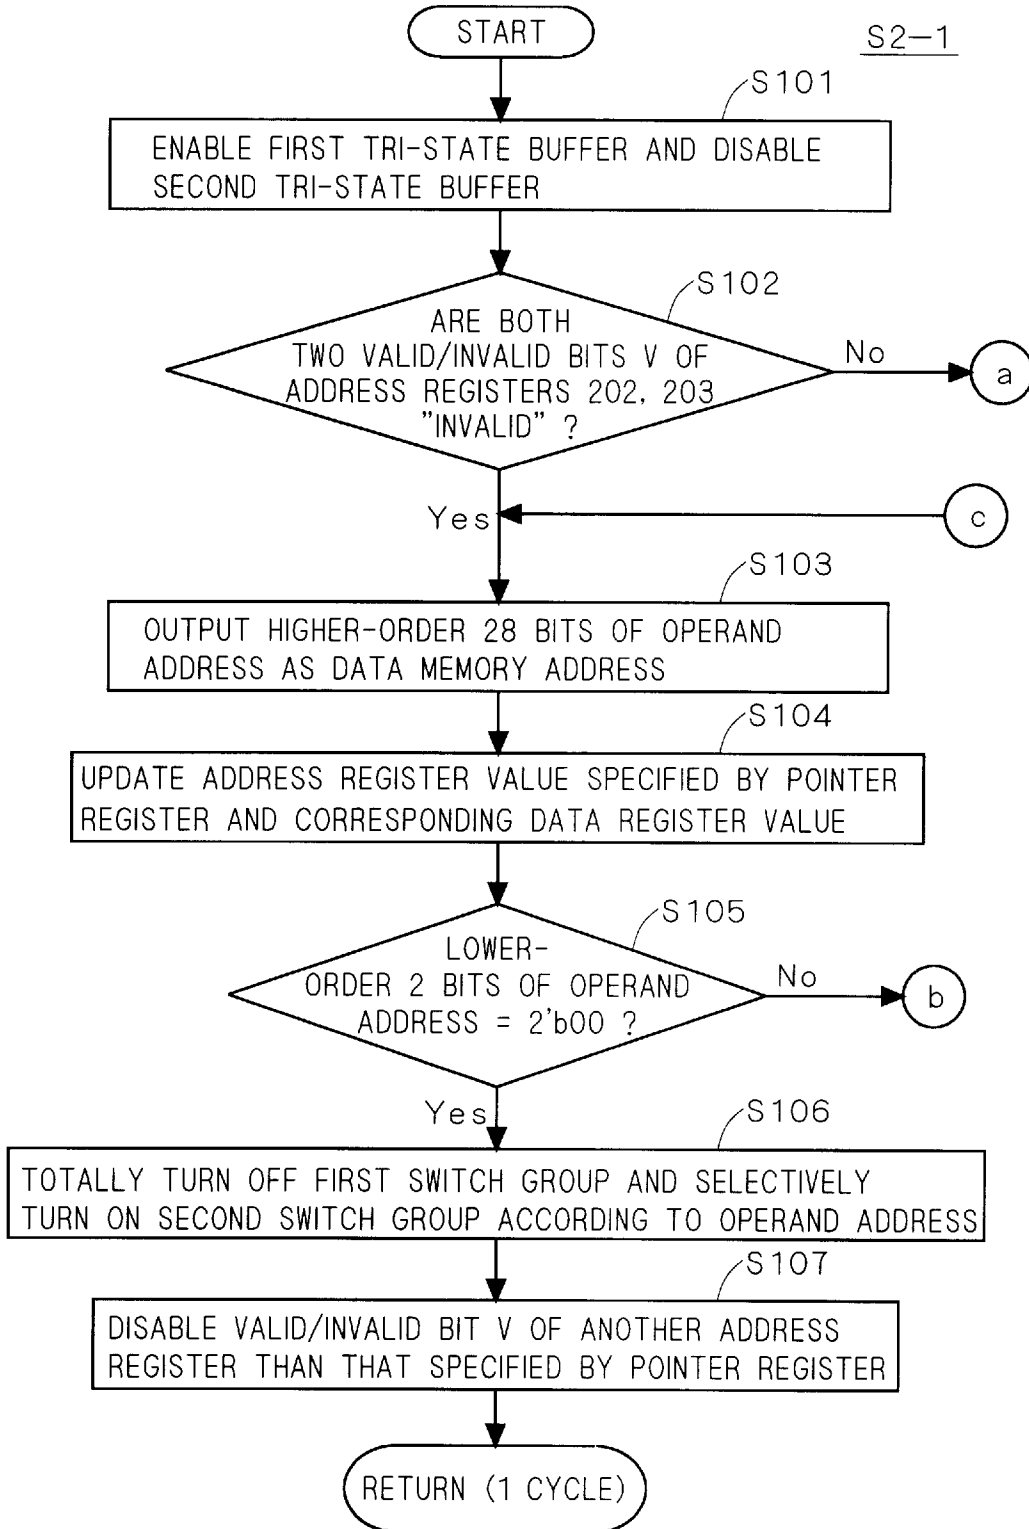 START
S2-1
S101
ENABLE FIRST TRI-STATE BUFFER AND DISABLE
SECOND TRI-STATE BUFFER
S102
ARE BOTH
TWO VALID/INVALID BITS V OF
ADDRESS REGISTERS 202, 203
"INVALID" ?
No
a
Yes
c
S103
OUTPUT HIGHER-ORDER 28 BITS OF OPERAND
ADDRESS AS DATA MEMORY ADDRESS
S104
UPDATE ADDRESS REGISTER VALUE SPECIFIED BY POINTER
REGISTER AND CORRESPONDING DATA REGISTER VALUE
S105
LOWER-
ORDER 2 BITS OF OPERAND
ADDRESS = 2'b00 ?
No
b
Yes
S106
TOTALLY TURN OFF FIRST SWITCH GROUP AND SELECTIVELY
TURN ON SECOND SWITCH GROUP ACCORDING TO OPERAND ADDRESS
S107
DISABLE VALID/INVALID BIT V OF ANOTHER ADDRESS
REGISTER THAN THAT SPECIFIED BY POINTER REGISTER
RETURN (1 CYCLE)